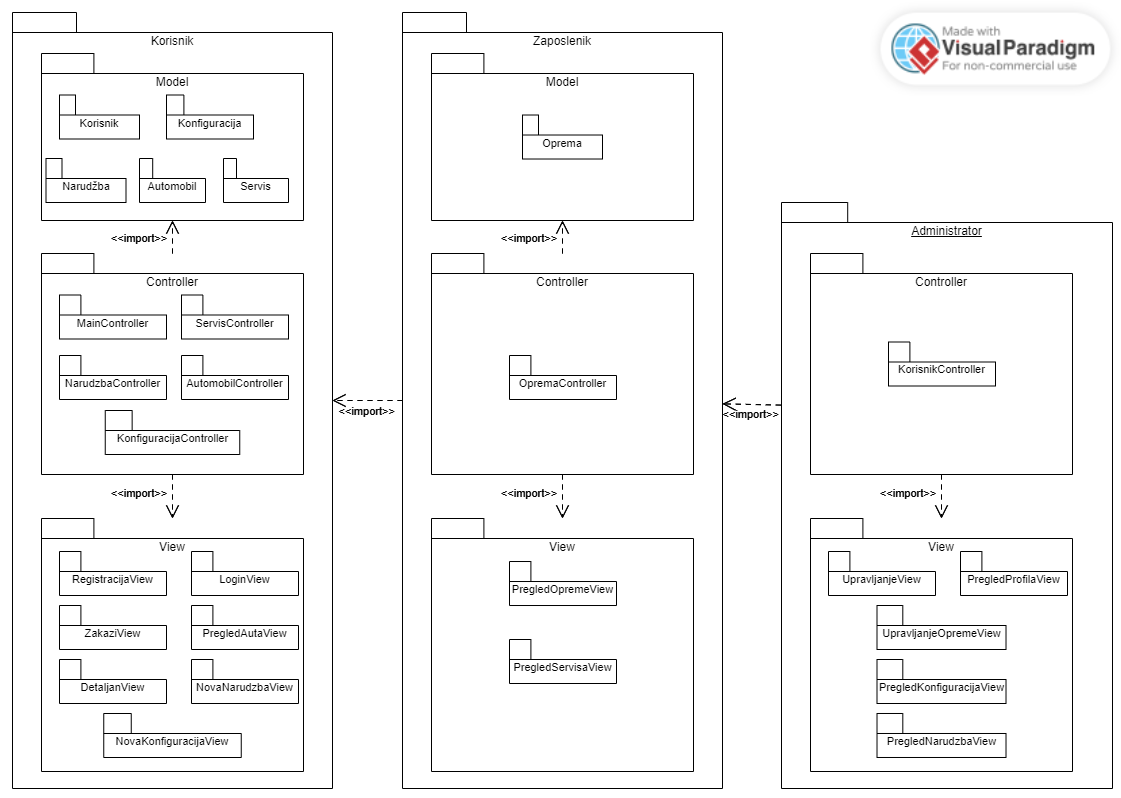 Korisnik
Model
Korisnik
Konfiguracija
Narudžba
Automobil
Servis
<<import>>
Controller
MainController
ServisController
NarudzbaController
AutomobilController
KonfiguracijaController
<<import>>
View
RegistracijaView
LoginView
ZakaziView
PregledAutaView
DetaljanView
NovaNarudzbaView
NovaKonfiguracijaView
<<import>>
Zaposlenik
Model
Oprema
<<import>>
Controller
OpremaController
<<import>>
View
PregledOpremeView
PregledServisaView
<<import>>
Administrator
Controller
KorisnikController
<<import>>
View
UpravljanjeView
PregledProfilaView
UpravljanjeOpremeView
PregledKonfiguracijaView
PregledNarudzbaView
Made with
VisualParadigm
For non-commercial use